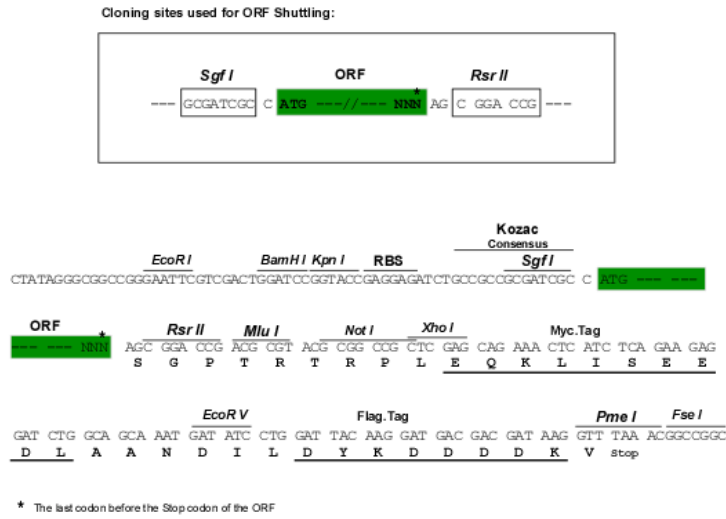 Cloning sites used for ORF Shuttling:
Sgf I ORF Rsr II
*
--- GCGATCGC C ATG ---//--- NNN AG C GGA CCG ---
Kozac
Consensus
EcoR I BamH I Kpn I RBS Sgf I
CTATAGGGCGGCCGGGAATTCGTCGACTGGATCCGGTACCGAGGAGATCTGCCGCCGCGATCGC C ATG --- ---
ORF * Rsr II Mlu I Not I Xho I Myc.Tag
--- --- NNN AGC GGA CCG ACG CGT ACG CGG CCG CTC GAG CAG AAA CTC ATC TCA GAA GAG
S G P T R T R P L E Q K L I S E E
EcoR V Flag.Tag Pme I Fse I
GAT CTG GCA GCA AAT GAT ATC CTG GAT TAC AAG GAT GAC GAC GAT AAG GTT TAA ACGGCCGGC
D L A A N D I L D Y K D D D D K V Stop
* The last codon before the Stop codon of the ORF